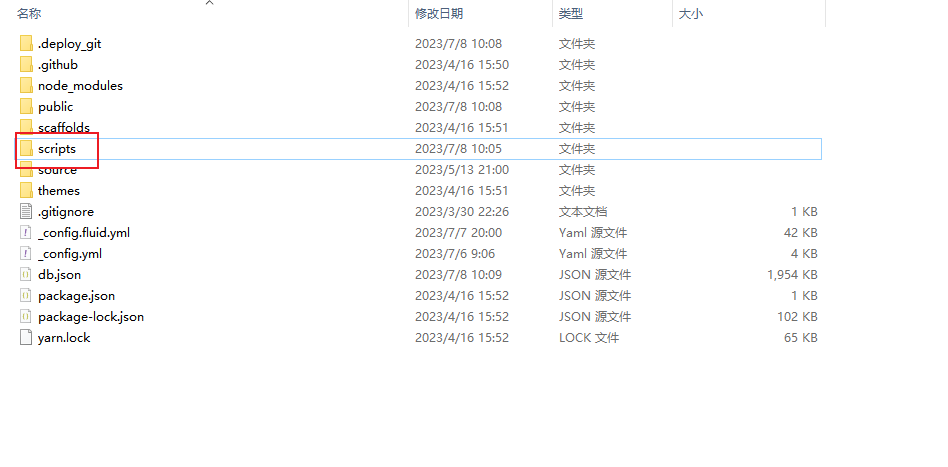 名称 修改日期 类型 大小
.deploy_git 2023/7/8 10:08 文件夹
.github 2023/4/16 15:50 文件夹
node_modules 2023/4/16 15:52 文件夹
public 2023/7/8 10:08 文件夹
scaffolds 2023/4/16 15:51 文件夹
scripts 2023/7/8 10:05 文件夹
source 2023/5/13 21:00 文件夹
themes 2023/4/16 15:51 文件夹
.gitignore 2023/3/30 22:26 文本文档 1 KB
_config.fluid.yml 2023/7/7 20:00 Yaml 源文件 42 KB
_config.yml 2023/7/6 9:06 Yaml 源文件 4 KB
db.json 2023/7/8 10:09 JSON 源文件 1,954 KB
package.json 2023/4/16 15:52 JSON 源文件 1 KB
package-lock.json 2023/4/16 15:52 JSON 源文件 102 KB
yarn.lock 2023/4/16 15:52 LOCK 文件 65 KB